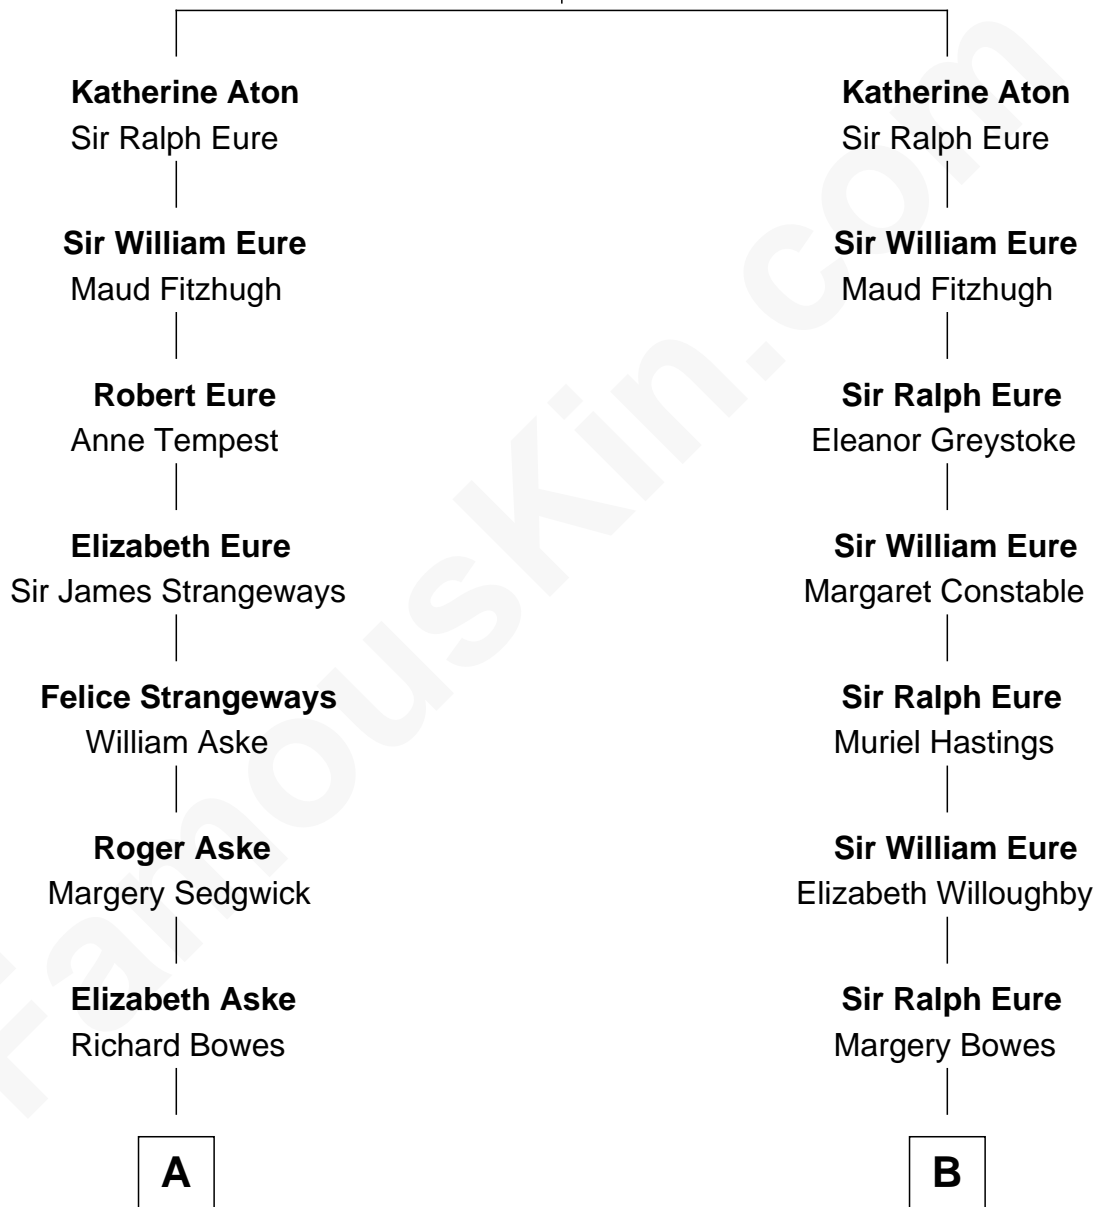 Katherine Aton
Sir Ralph Eure
Sir William Eure
Maud Fitzhugh
Robert Eure
Anne Tempest
Elizabeth Eure
Sir James Strangeways
Felice Strangeways
William Aske
Roger Aske
Margery Sedgwick
Elizabeth Aske
Richard Bowes
A
Katherine Aton
Sir Ralph Eure
Sir William Eure
Maud Fitzhugh
Sir Ralph Eure
Eleanor Greystoke
Sir William Eure
Margaret Constable
Sir Ralph Eure
Muriel Hastings
Sir William Eure
Elizabeth Willoughby
Sir Ralph Eure
Margery Bowes
B
FamousKin.com